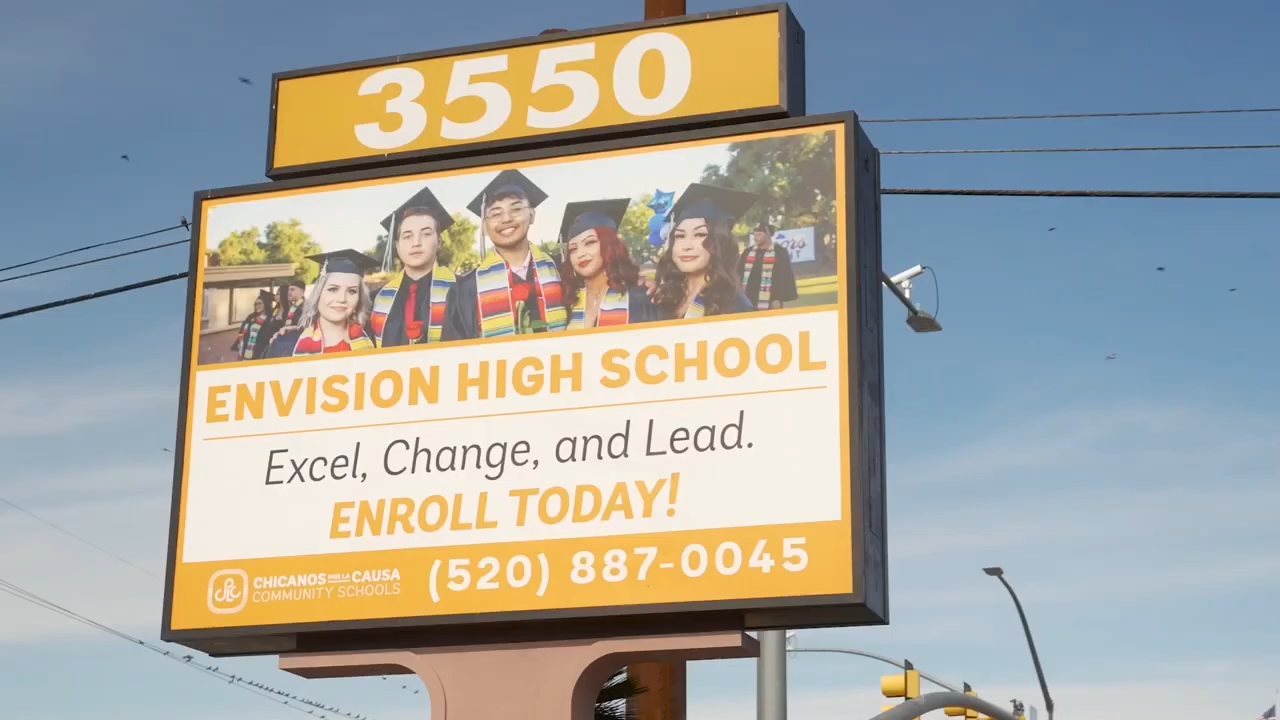 3550
ENVISION HIGH SCHOOL
Excel, Change, and Lead.
ENROLL TODAY!
CHICANOS POR LA CAUSA
COMMUNITY SCHOOLS
(520) 887-0045